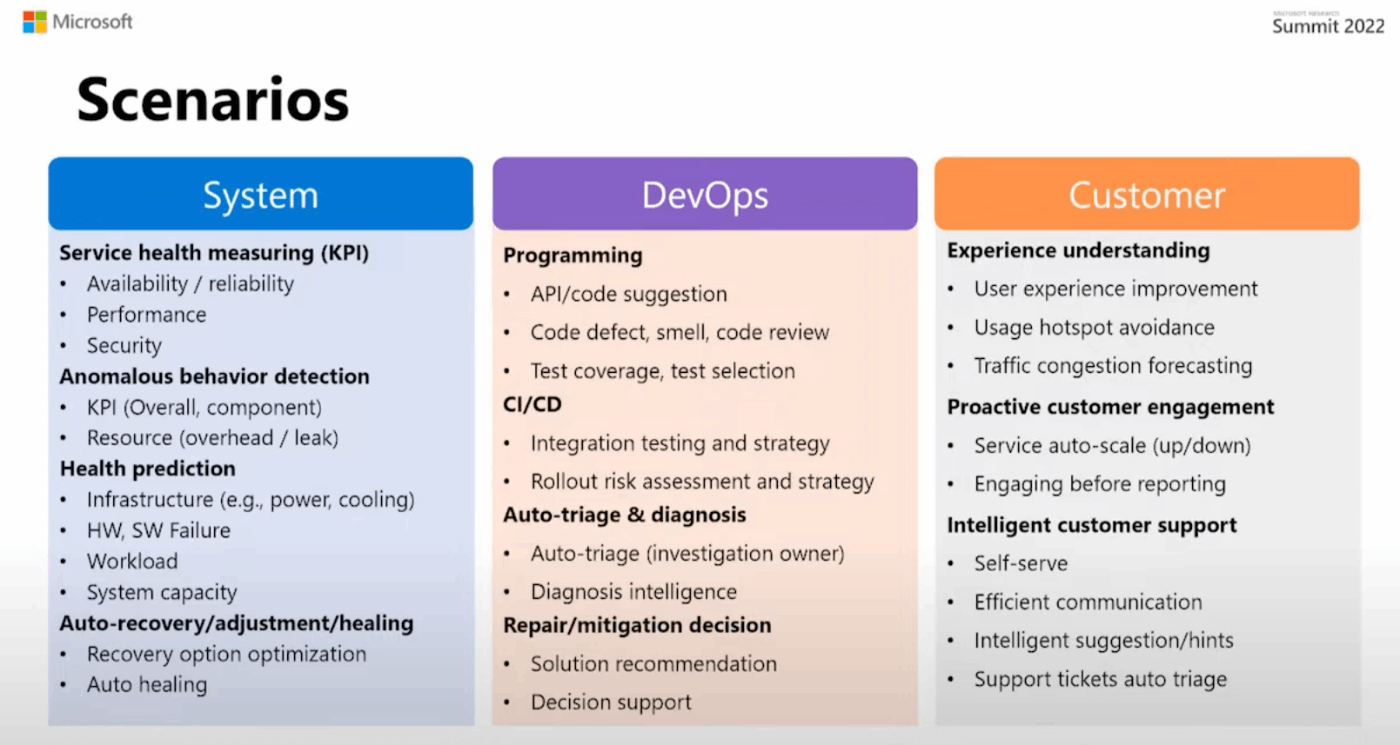 Microsoft
Microsoft Research
Summit 2022
Scenarios
System
Service health measuring (KPI)
• Availability / reliability
• Performance
• Security
Anomalous behavior detection
• KPI (Overall, component)
• Resource (overhead / leak)
Health prediction
• Infrastructure (e.g., power, cooling)
• HW, SW Failure
• Workload
• System capacity
Auto-recovery/adjustment/healing
• Recovery option optimization
• Auto healing
DevOps
Programming
• API/code suggestion
• Code defect, smell, code review
• Test coverage, test selection
CI/CD
• Integration testing and strategy
• Rollout risk assessment and strategy
Auto-triage & diagnosis
• Auto-triage (investigation owner)
• Diagnosis intelligence
Repair/mitigation decision
• Solution recommendation
• Decision support
Customer
Experience understanding
• User experience improvement
• Usage hotspot avoidance
• Traffic congestion forecasting
Proactive customer engagement
• Service auto-scale (up/down)
• Engaging before reporting
Intelligent customer support
• Self-serve
• Efficient communication
• Intelligent suggestion/hints
• Support tickets auto triage